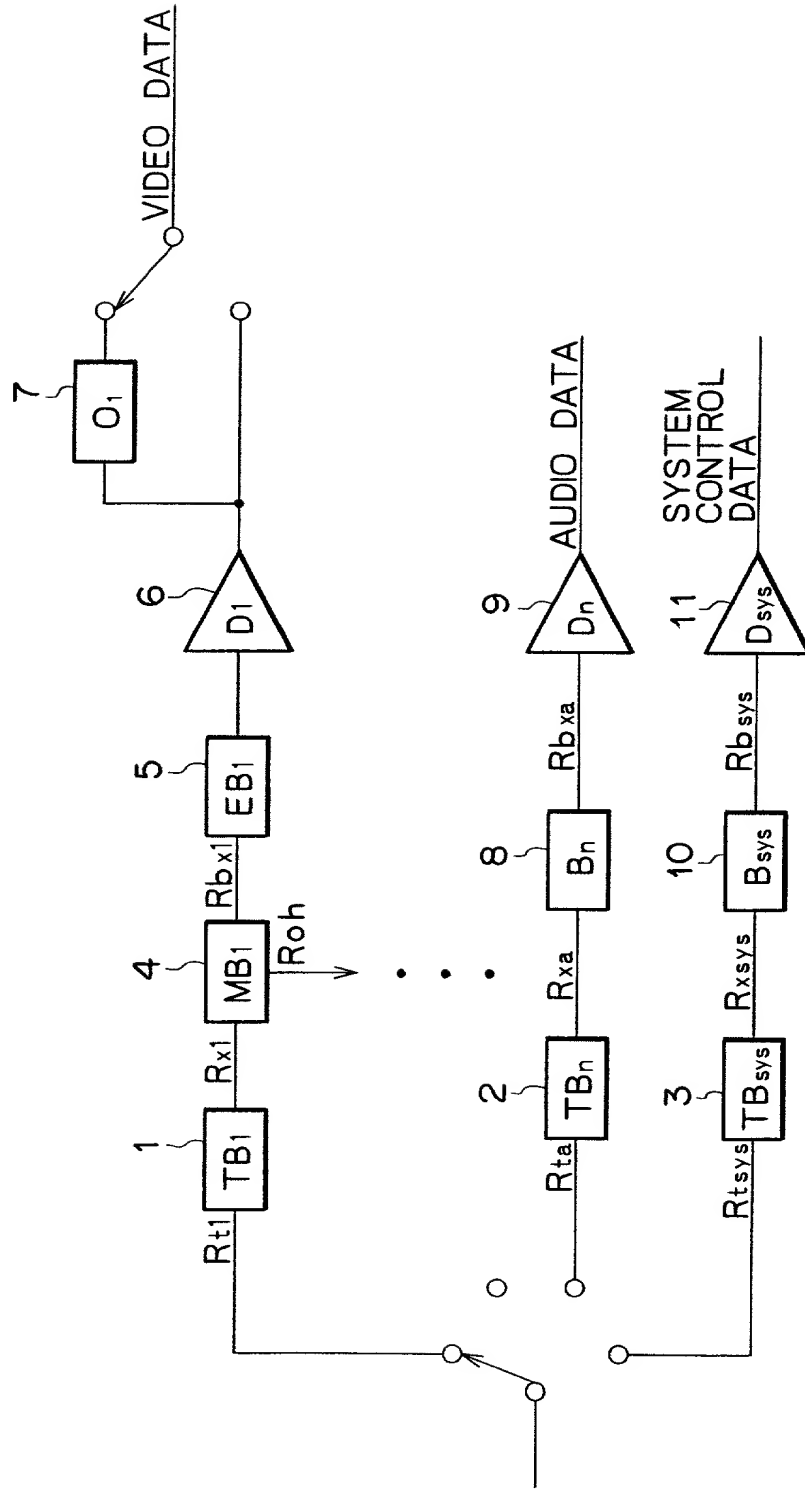 7
O1
VIDEO DATA
1
4
5
6
Rt1
TB1
Rx1
MB1
Rbx1
EB1
D1
Roh
2
8
9
Rta
TBn
Rxa
Bn
Rbxa
Dn
AUDIO DATA
3
10
11
Rtsys
TBsys
Rxsys
Bsys
Rbsys
Dsys
SYSTEM
CONTROL
DATA